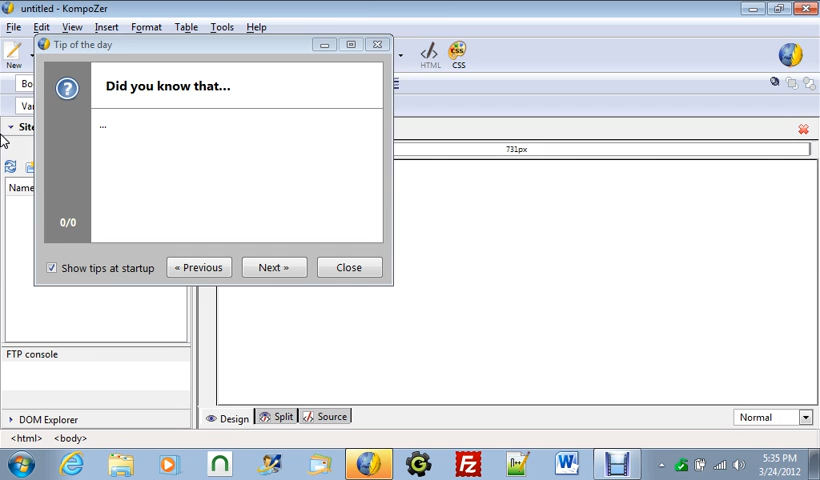 untitled - KompoZer
File Edit View Insert Format Table Tools Help
Tip of the day
New
HTML CSS
Did you know that...
...
0/0
Show tips at startup « Previous Next » Close
731px
Name
FTP console
DOM Explorer
Design Split Source Normal
<html> <body>
5:35 PM
3/24/2012